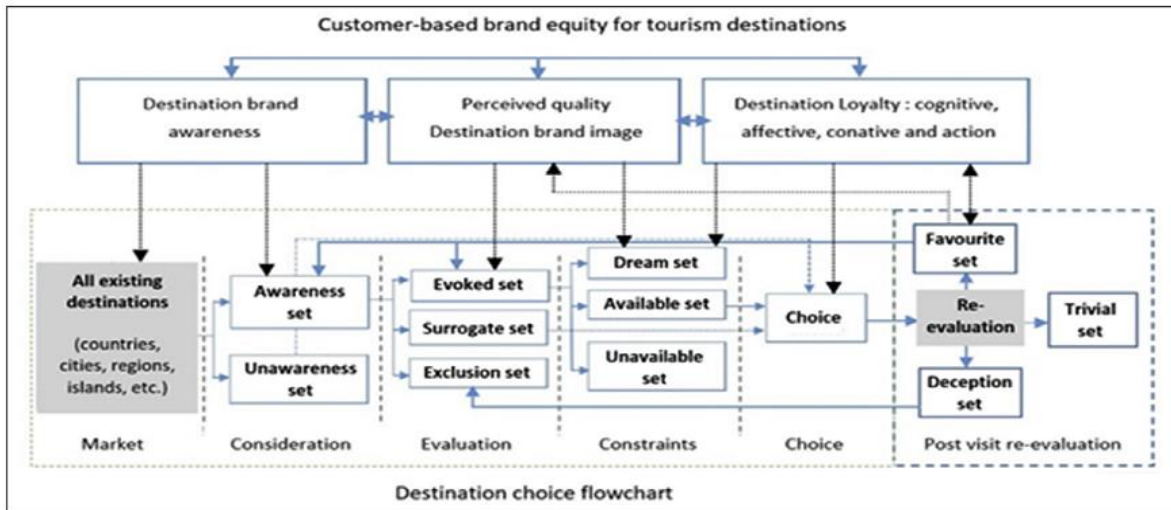 Customer-based brand equity for tourism destinations
Destination brand
awareness
Perceived quality
Destination brand image
Destination Loyalty : cognitive,
affective, conative and action
All existing
destinations
(countries,
cities, regions,
islands, etc.)
Awareness
set
Unawareness
set
Evoked set
Surrogate set
Exclusion set
Dream set
Available set
Unavailable
set
Choice
Favourite
set
Re-
evaluation
Trivial
set
Deception
set
Market
Consideration
Evaluation
Constraints
Choice
Post visit re-evaluation
Destination choice flowchart